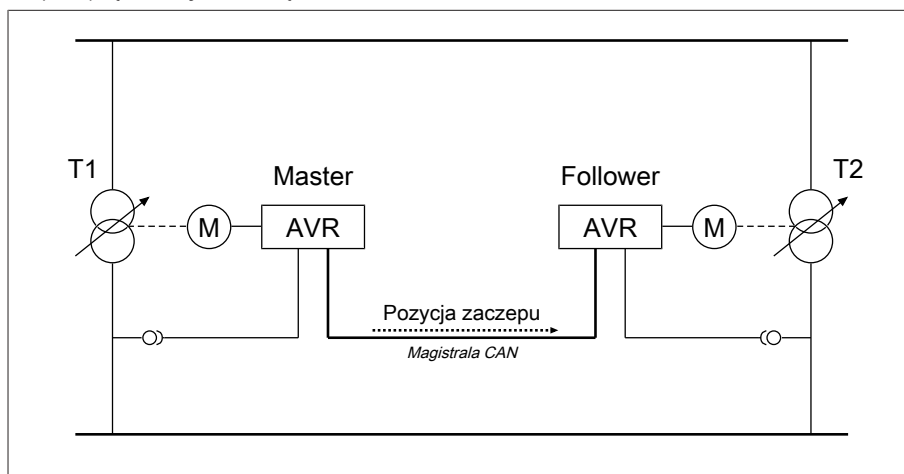 T1
Master
Follower
T2
M
AVR
AVR
M
Pozycja zaczepu
Magistrala CAN